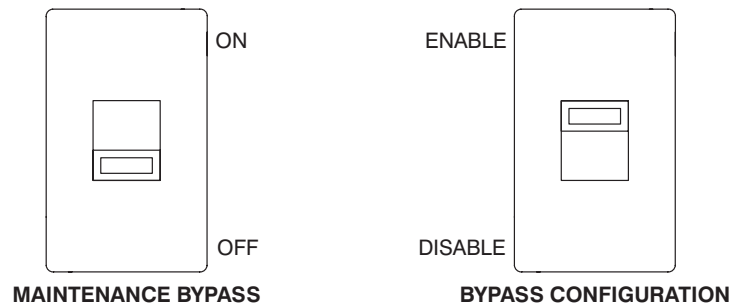 ON
ENABLE
OFF
DISABLE
MAINTENANCE BYPASS
BYPASS CONFIGURATION